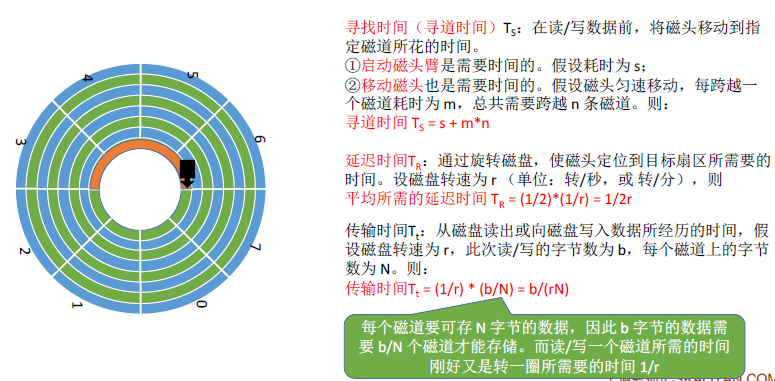 4
5
3
6
2
7
1
0
寻找时间（寻道时间）TS：在读/写数据前，将磁头移动到指
定磁道所花的时间。
①启动磁头臂是需要时间的。假设耗时为 s；
②移动磁头也是需要时间的。假设磁头匀速移动，每跨越一
个磁道耗时为 m，总共需要跨越 n 条磁道。则：
寻道时间 TS = s + m*n
延迟时间TR：通过旋转磁盘，使磁头定位到目标扇区所需要的
时间。设磁盘转速为 r （单位：转/秒，或 转/分），则
平均所需的延迟时间 TR = (1/2)*(1/r) = 1/2r
传输时间Tt：从磁盘读出或向磁盘写入数据所经历的时间，假
设磁盘转速为 r，此次读/写的字节数为 b，每个磁道上的字节
数为 N。则：
传输时间Tt = (1/r) * (b/N) = b/(rN)
每个磁道要可存 N 字节的数据，因此 b 字节的数据需
要 b/N 个磁道才能存储。而读/写一个磁道所需的时间
刚好又是转一圈所需要的时间 1/r